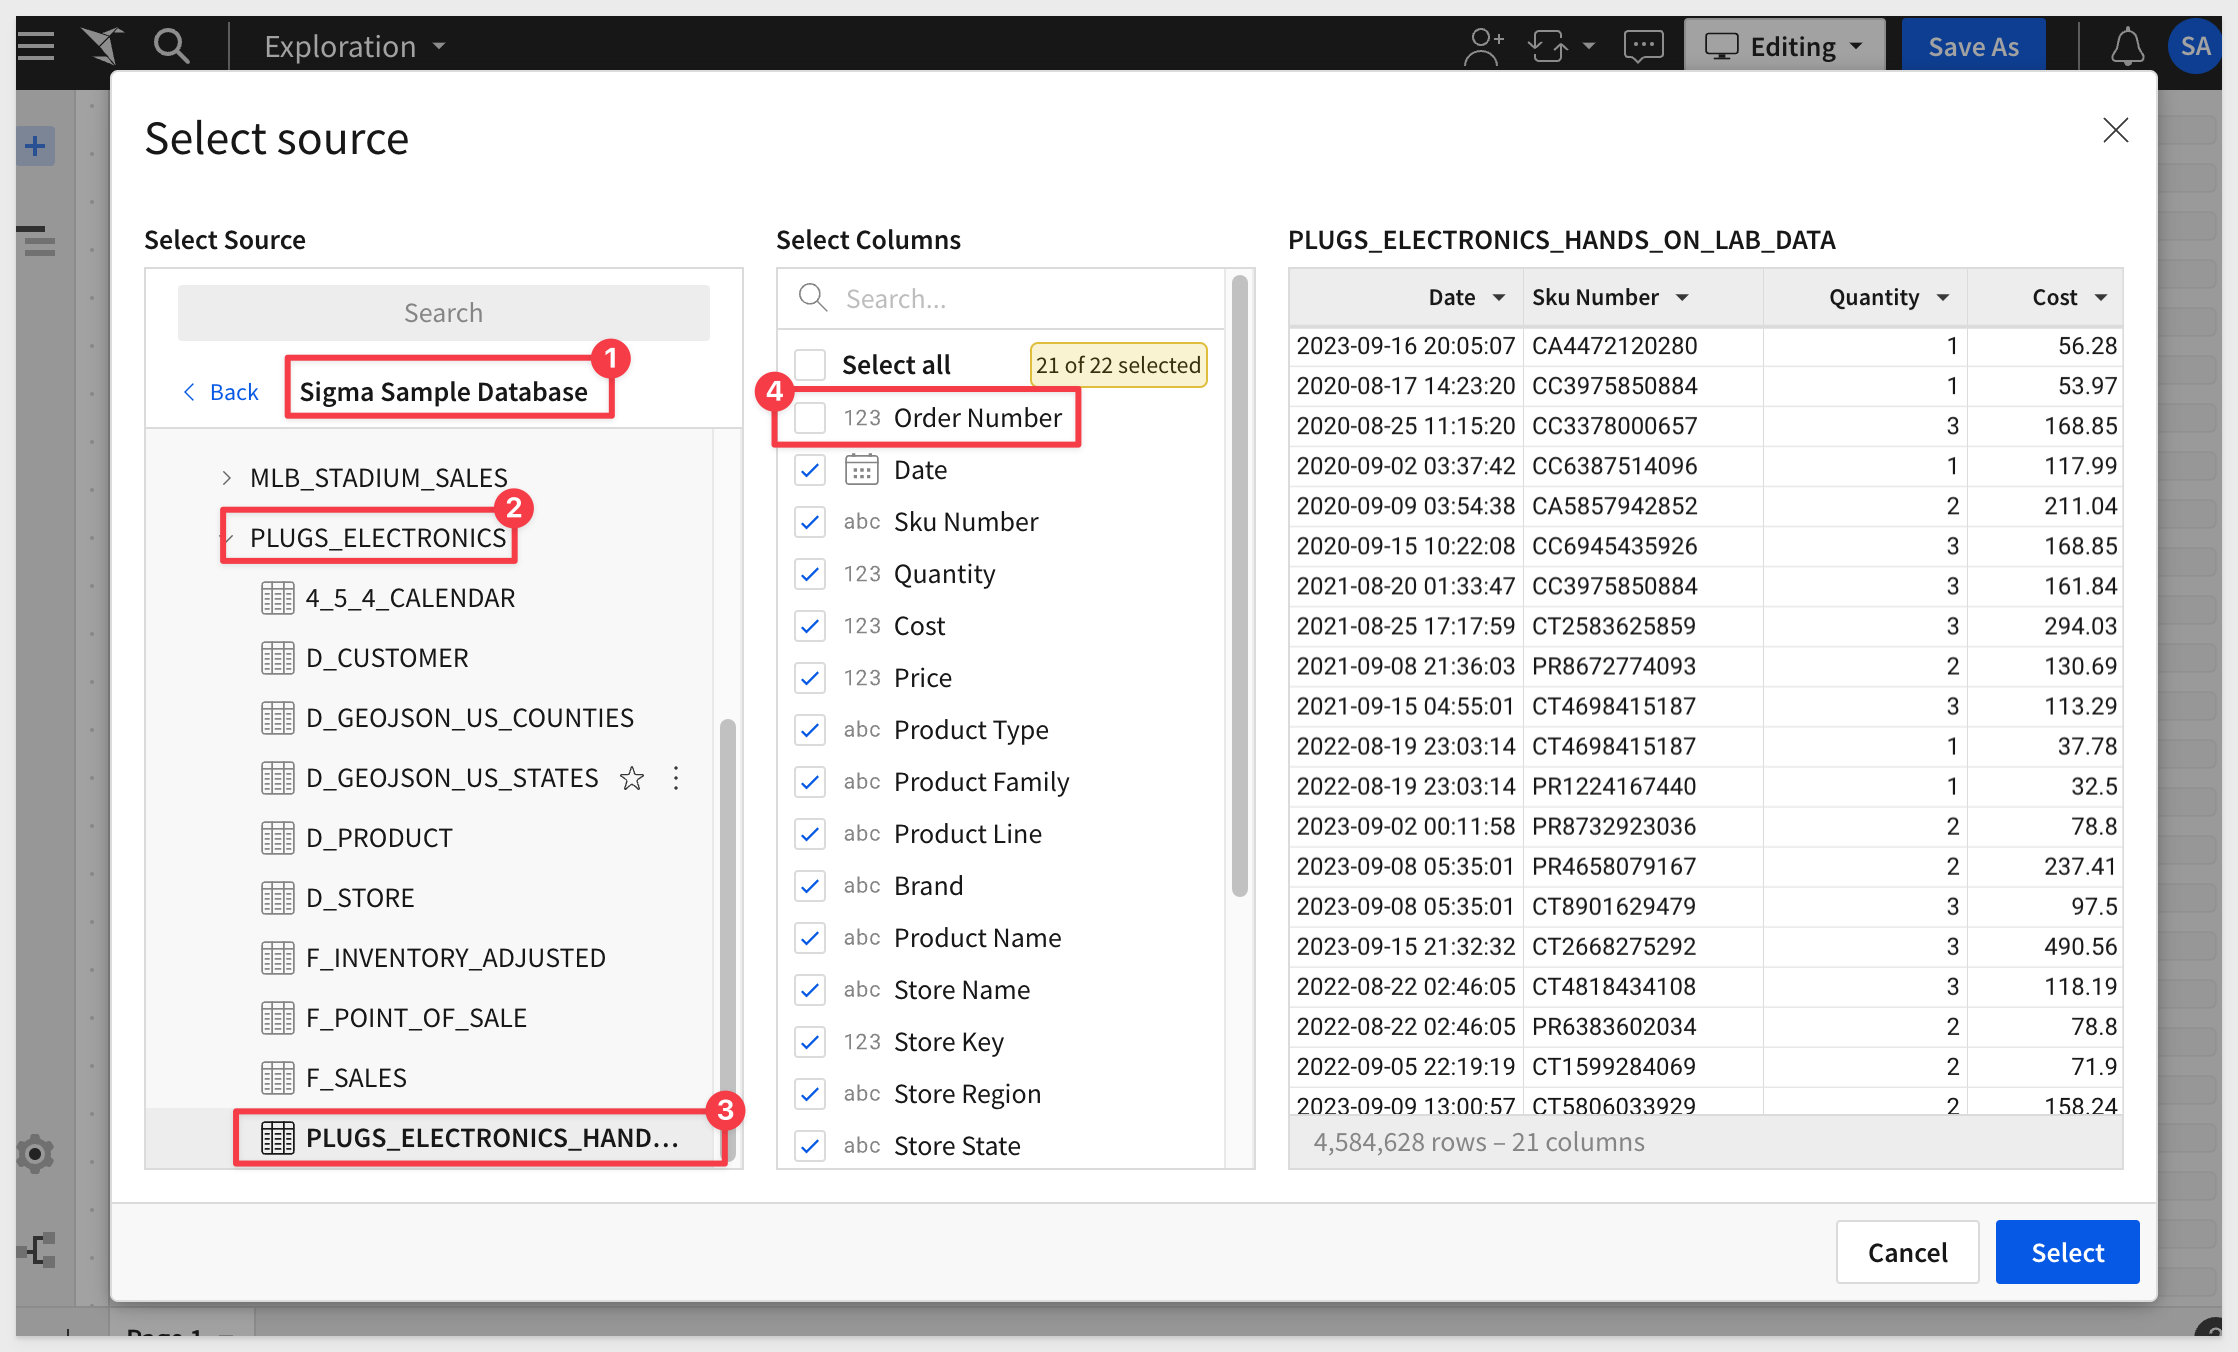 Exploration
Editing
Save As
SA
Select source
Select Source
Search
Back
Sigma Sample Database
1
MLB_STADIUM_SALES
2
PLUGS_ELECTRONICS
4_5_4_CALENDAR
D_CUSTOMER
D_GEOJSON_US_COUNTIES
D_GEOJSON_US_STATES
D_PRODUCT
D_STORE
F_INVENTORY_ADJUSTED
F_POINT_OF_SALE
F_SALES
3
PLUGS_ELECTRONICS_HAND...
Select Columns
Search...
Select all
21 of 22 selected
4
123 Order Number
Date
abc Sku Number
123 Quantity
123 Cost
123 Price
abc Product Type
abc Product Family
abc Product Line
abc Brand
abc Product Name
abc Store Name
123 Store Key
abc Store Region
abc Store State
PLUGS_ELECTRONICS_HANDS_ON_LAB_DATA
Date Sku Number Quantity Cost
2023-09-16 20:05:07 CA4472120280 1 56.28
2020-08-17 14:23:20 CC3975850884 1 53.97
2020-08-25 11:15:20 CC3378000657 3 168.85
2020-09-02 03:37:42 CC6387514096 1 117.99
2020-09-09 03:54:38 CA5857942852 2 211.04
2020-09-15 10:22:08 CC6945435926 3 168.85
2021-08-20 01:33:47 CC3975850884 3 161.84
2021-08-25 17:17:59 CT2583625859 3 294.03
2021-09-08 21:36:03 PR8672774093 2 130.69
2021-09-15 04:55:01 CT4698415187 3 113.29
2022-08-19 23:03:14 CT4698415187 1 37.78
2022-08-19 23:03:14 PR1224167440 1 32.5
2023-09-02 00:11:58 PR8732923036 2 78.8
2023-09-08 05:35:01 PR4658079167 2 237.41
2023-09-08 05:35:01 CT8901629479 3 97.5
2023-09-15 21:32:32 CT2668275292 3 490.56
2022-08-22 02:46:05 CT4818434108 3 118.19
2022-08-22 02:46:05 PR6383602034 2 78.8
2022-09-05 22:19:19 CT1599284069 2 71.9
2023-09-09 13:00:57 CT5806033929 2 158.24
4,584,628 rows – 21 columns
Cancel
Select
Page 1